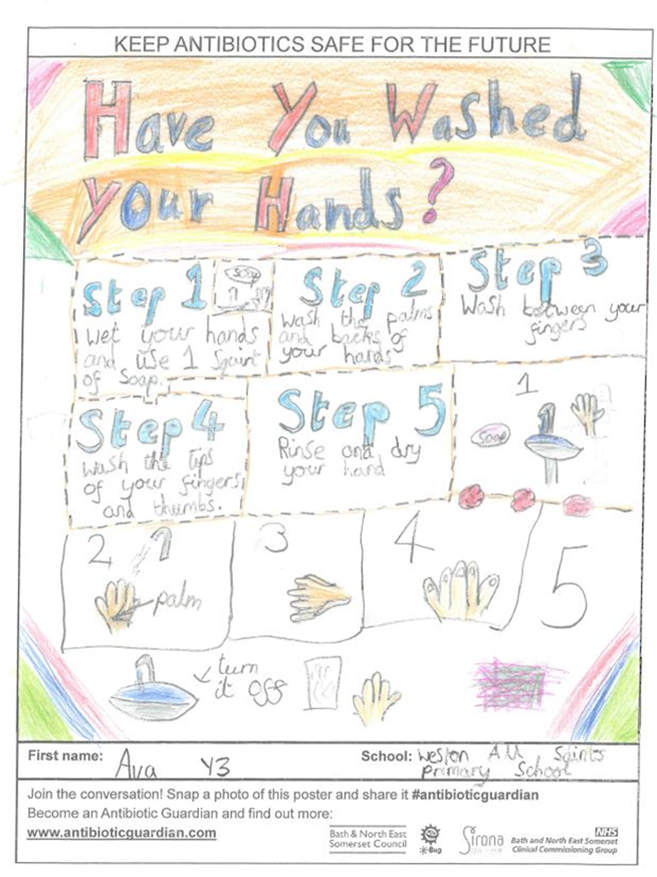 KEEP ANTIBIOTICS SAFE FOR THE FUTURE
Have You Washed
your Hands?
Step 1
soap
Wet your hands
and use 1 Squirt
of Soap.
Step 2
Wash the palms
and backs of
your hands
Step 3
Wash between your
fingers
Step 4
Wash the tips
of your fingers
and thumbs.
Step 5
Rinse and dry
your hand
1
soap
2
palm
3
4
5
turn
it off
First name: Ava Y3
School: Weston All Saints
primary School
Join the conversation! Snap a photo of this poster and share it #antibioticguardian
Become an Antibiotic Guardian and find out more:
www.antibioticguardian.com
Bath & North East
Somerset Council
e-Bug
Sirona
NHS
Bath and North East Somerset
Clinical Commissioning Group